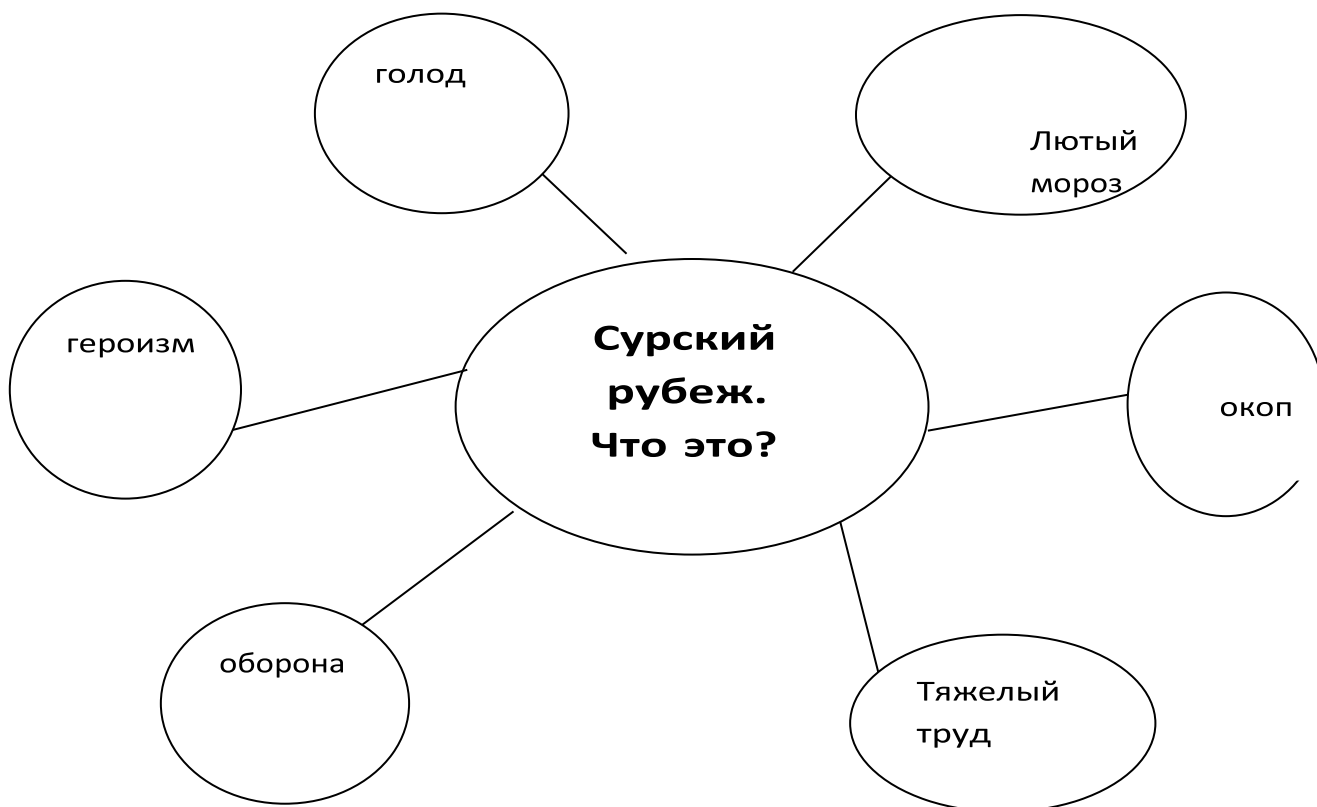 голод
Лютый
мороз
героизм
Сурский
рубеж.
Что это?
окоп
оборона
Тяжелый
труд